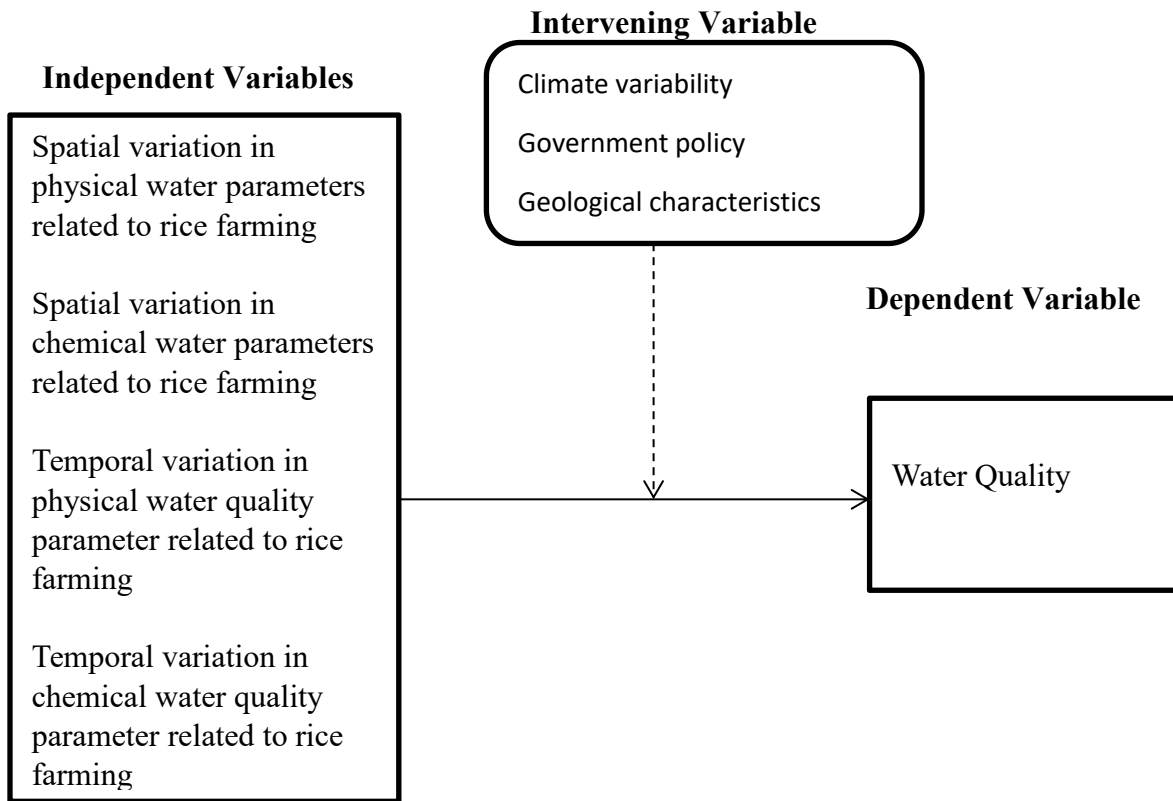 Intervening Variable
Climate variability
Government policy
Geological characteristics
Independent Variables
Spatial variation in
physical water parameters
related to rice farming
Spatial variation in
chemical water parameters
related to rice farming
Temporal variation in
physical water quality
parameter related to rice
farming
Temporal variation in
chemical water quality
parameter related to rice
farming
Dependent Variable
Water Quality